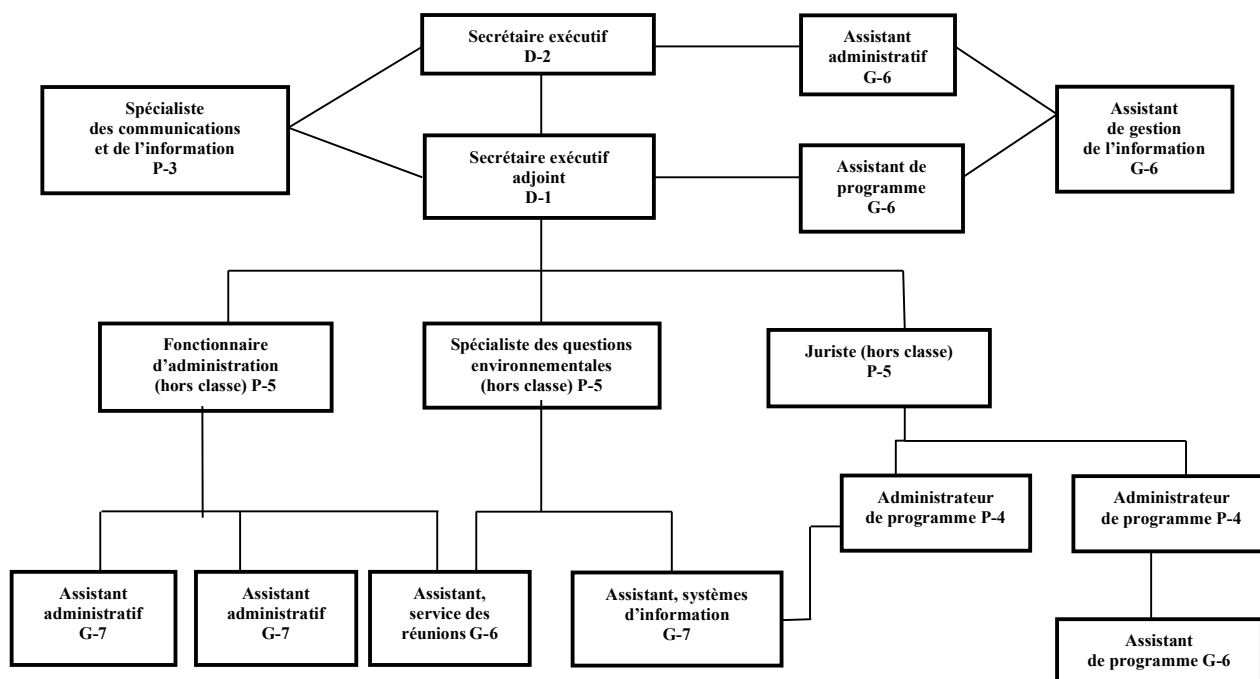 Secrétaire exécutif
D-2
Assistant
administratif
G-6
Spécialiste
des communications
et de l’information
P-3
Assistant
de gestion
de l’information
G-6
Secrétaire exécutif
adjoint
D-1
Assistant de
programme
G-6
Fonctionnaire
d’administration
(hors classe) P-5
Spécialiste des questions
environnementales
(hors classe) P-5
Juriste (hors classe)
P-5
Administrateur
de programme P-4
Administrateur
de programme P-4
Assistant
administratif
G-7
Assistant
administratif
G-7
Assistant,
service des
réunions G-6
Assistant, systèmes
d’information
G-7
Assistant
de programme G-6